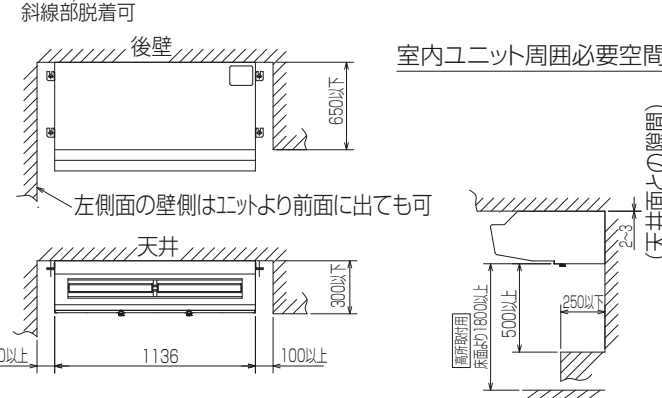 斜線部脱着可
後壁
650以下
室内ユニット周囲必要空間
左側面の壁側はユニットより前面に出ても可
天井
300以下
0以上
1136
100以上
2~3
(天井面との隙間)
高所取付用
床面より1800以上
500以上
250以下